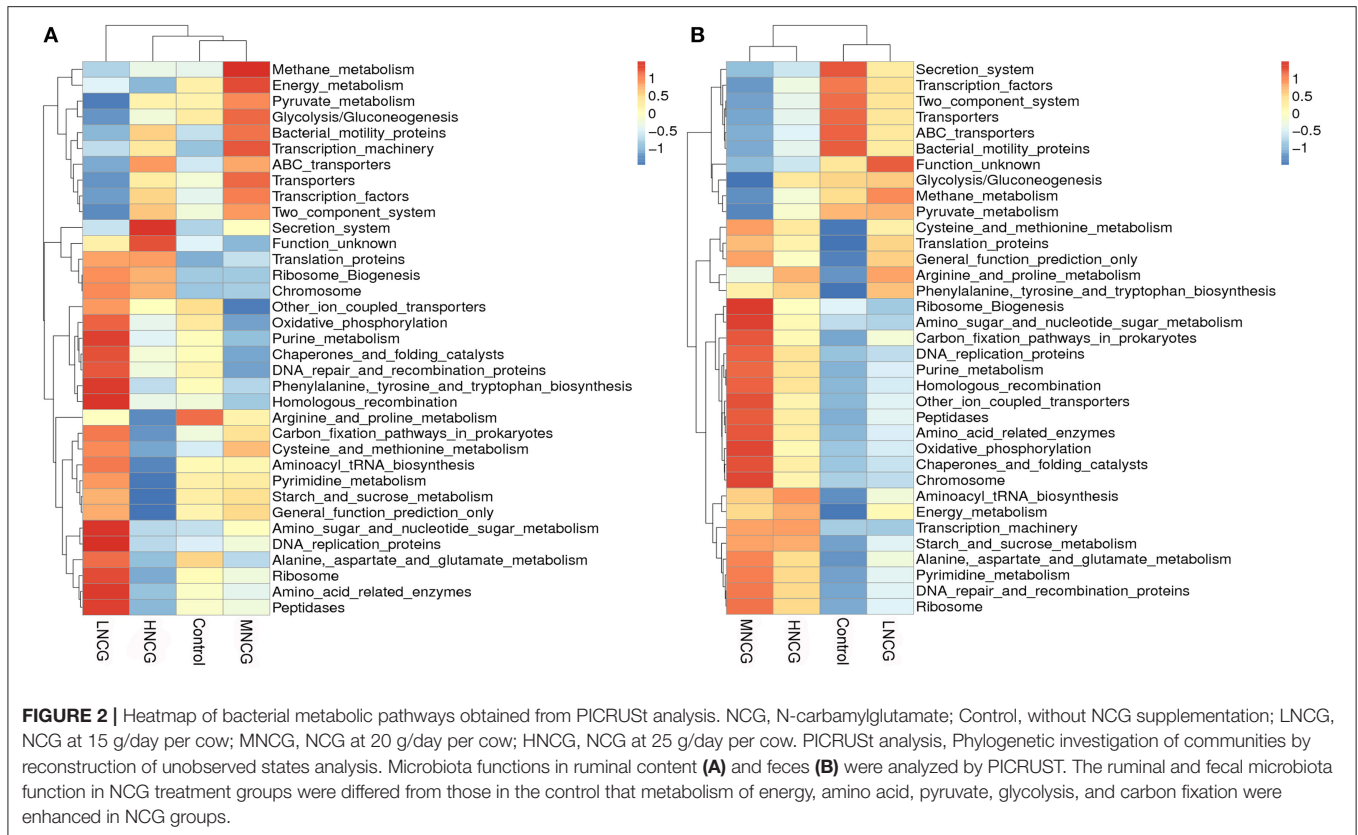 A
Methane_metabolism
Energy_metabolism
Pyruvate_metabolism
Glycolysis/Gluconeogenesis
Bacterial_motility_proteins
Transcription_machinery
ABC_transporters
Transporters
Transcription_factors
Two_component_system
Secretion_system
Function_unknown
Translation_proteins
Ribosome_Biogenesis
Chromosome
Other_ion_coupled_transporters
Oxidative_phosphorylation
Purine_metabolism
Chaperones_and_folding_catalysts
DNA_repair_and_recombination_proteins
Phenylalanine,_tyrosine_and_tryptophan_biosynthesis
Homologous_recombination
Arginine_and_proline_metabolism
Carbon_fixation_pathways_in_prokaryotes
Cysteine_and_methionine_metabolism
Aminoacyl_tRNA_biosynthesis
Pyrimidine_metabolism
Starch_and_sucrose_metabolism
General_function_prediction_only
Amino_sugar_and_nucleotide_sugar_metabolism
DNA_replication_proteins
Alanine,_aspartate_and_glutamate_metabolism
Ribosome
Amino_acid_related_enzymes
Peptidases
LNCG
HNCG
Control
MNCG
1
0.5
−0.5
−1
B
Secretion_system
Transcription_factors
Two_component_system
Transporters
ABC_transporters
Bacterial_motility_proteins
Function_unknown
Glycolysis/Gluconeogenesis
Methane_metabolism
Pyruvate_metabolism
Cysteine_and_methionine_metabolism
Translation_proteins
General_function_prediction_only
Arginine_and_proline_metabolism
Phenylalanine,_tyrosine_and_tryptophan_biosynthesis
Ribosome_Biogenesis
Amino_sugar_and_nucleotide_sugar_metabolism
Carbon_fixation_pathways_in_prokaryotes
DNA_replication_proteins
Purine_metabolism
Homologous_recombination
Other_ion_coupled_transporters
Peptidases
Amino_acid_related_enzymes
Oxidative_phosphorylation
Chaperones_and_folding_catalysts
Chromosome
Aminoacyl_tRNA_biosynthesis
Energy_metabolism
Transcription_machinery
Starch_and_sucrose_metabolism
Alanine,_aspartate_and_glutamate_metabolism
Pyrimidine_metabolism
DNA_repair_and_recombination_proteins
Ribosome
MNCG
HNCG
Control
LNCG
1
0.5
−0.5
−1
FIGURE 2 | Heatmap of bacterial metabolic pathways obtained from PICRUSt analysis. NCG, N-carbamylglutamate; Control, without NCG supplementation; LNCG,
NCG at 15 g/day per cow; MNCG, NCG at 20 g/day per cow; HNCG, NCG at 25 g/day per cow. PICRUSt analysis, Phylogenetic investigation of communities by
reconstruction of unobserved states analysis. Microbiota functions in ruminal content (A) and feces (B) were analyzed by PICRUST. The ruminal and fecal microbiota
function in NCG treatment groups were differed from those in the control that metabolism of energy, amino acid, pyruvate, glycolysis, and carbon fixation were
enhanced in NCG groups.